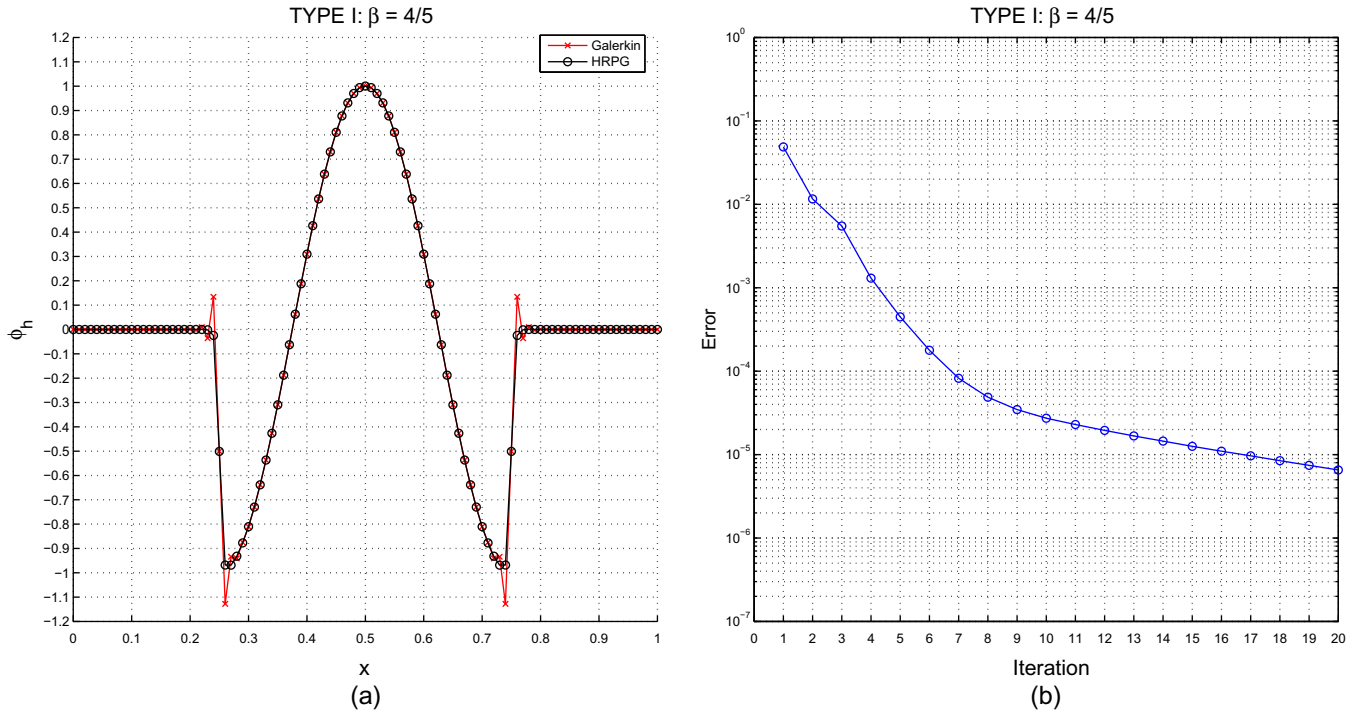 TYPE I: β = 4/5
1.2
1.1
1
0.9
0.8
0.7
0.6
0.5
0.4
0.3
0.2
0.1
0
−0.1
−0.2
−0.3
−0.4
−0.5
−0.6
−0.7
−0.8
−0.9
−1
−1.1
−1.2
ϕh
Galerkin
HRPG
0 0.1 0.2 0.3 0.4 0.5 0.6 0.7 0.8 0.9 1
x
(a)
TYPE I: β = 4/5
10^0
10^−1
10^−2
10^−3
10^−4
10^−5
10^−6
10^−7
Error
0 1 2 3 4 5 6 7 8 9 10 11 12 13 14 15 16 17 18 19 20
Iteration
(b)